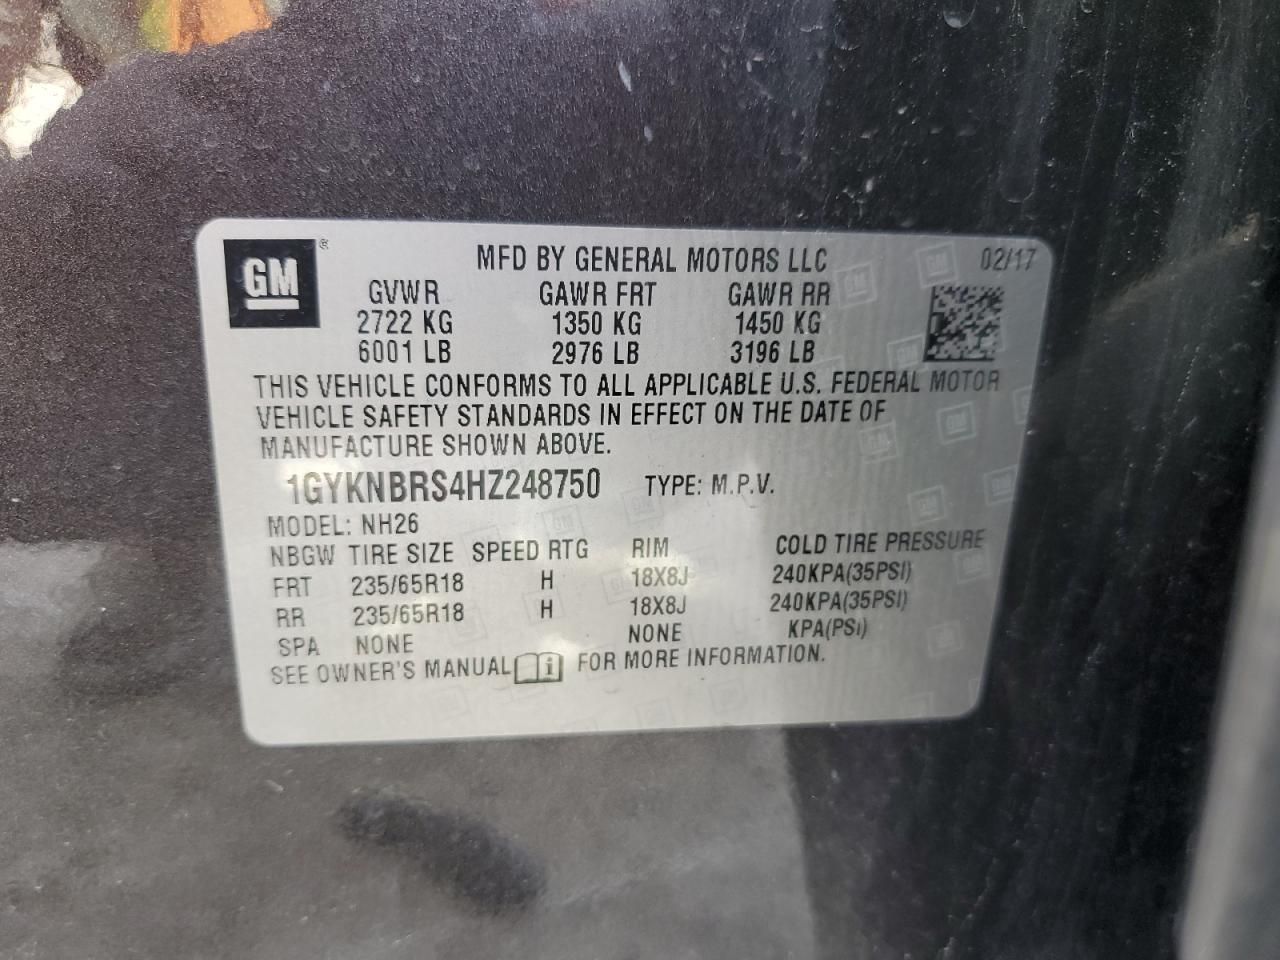 GM ®
MFD BY GENERAL MOTORS LLC 02/17
GVWR GAWR FRT GAWR RR
2722 KG 1350 KG 1450 KG
6001 LB 2976 LB 3196 LB
THIS VEHICLE CONFORMS TO ALL APPLICABLE U.S. FEDERAL MOTOR
VEHICLE SAFETY STANDARDS IN EFFECT ON THE DATE OF
MANUFACTURE SHOWN ABOVE.
1GYKNBRS4HZ248750 TYPE: M.P.V.
MODEL: NH26
NBGW TIRE SIZE SPEED RTG RIM COLD TIRE PRESSURE
FRT 235/65R18 H 18X8J 240KPA(35PSI)
RR 235/65R18 H 18X8J 240KPA(35PSI)
SPA NONE NONE KPA(PSI)
SEE OWNER'S MANUAL FOR MORE INFORMATION.